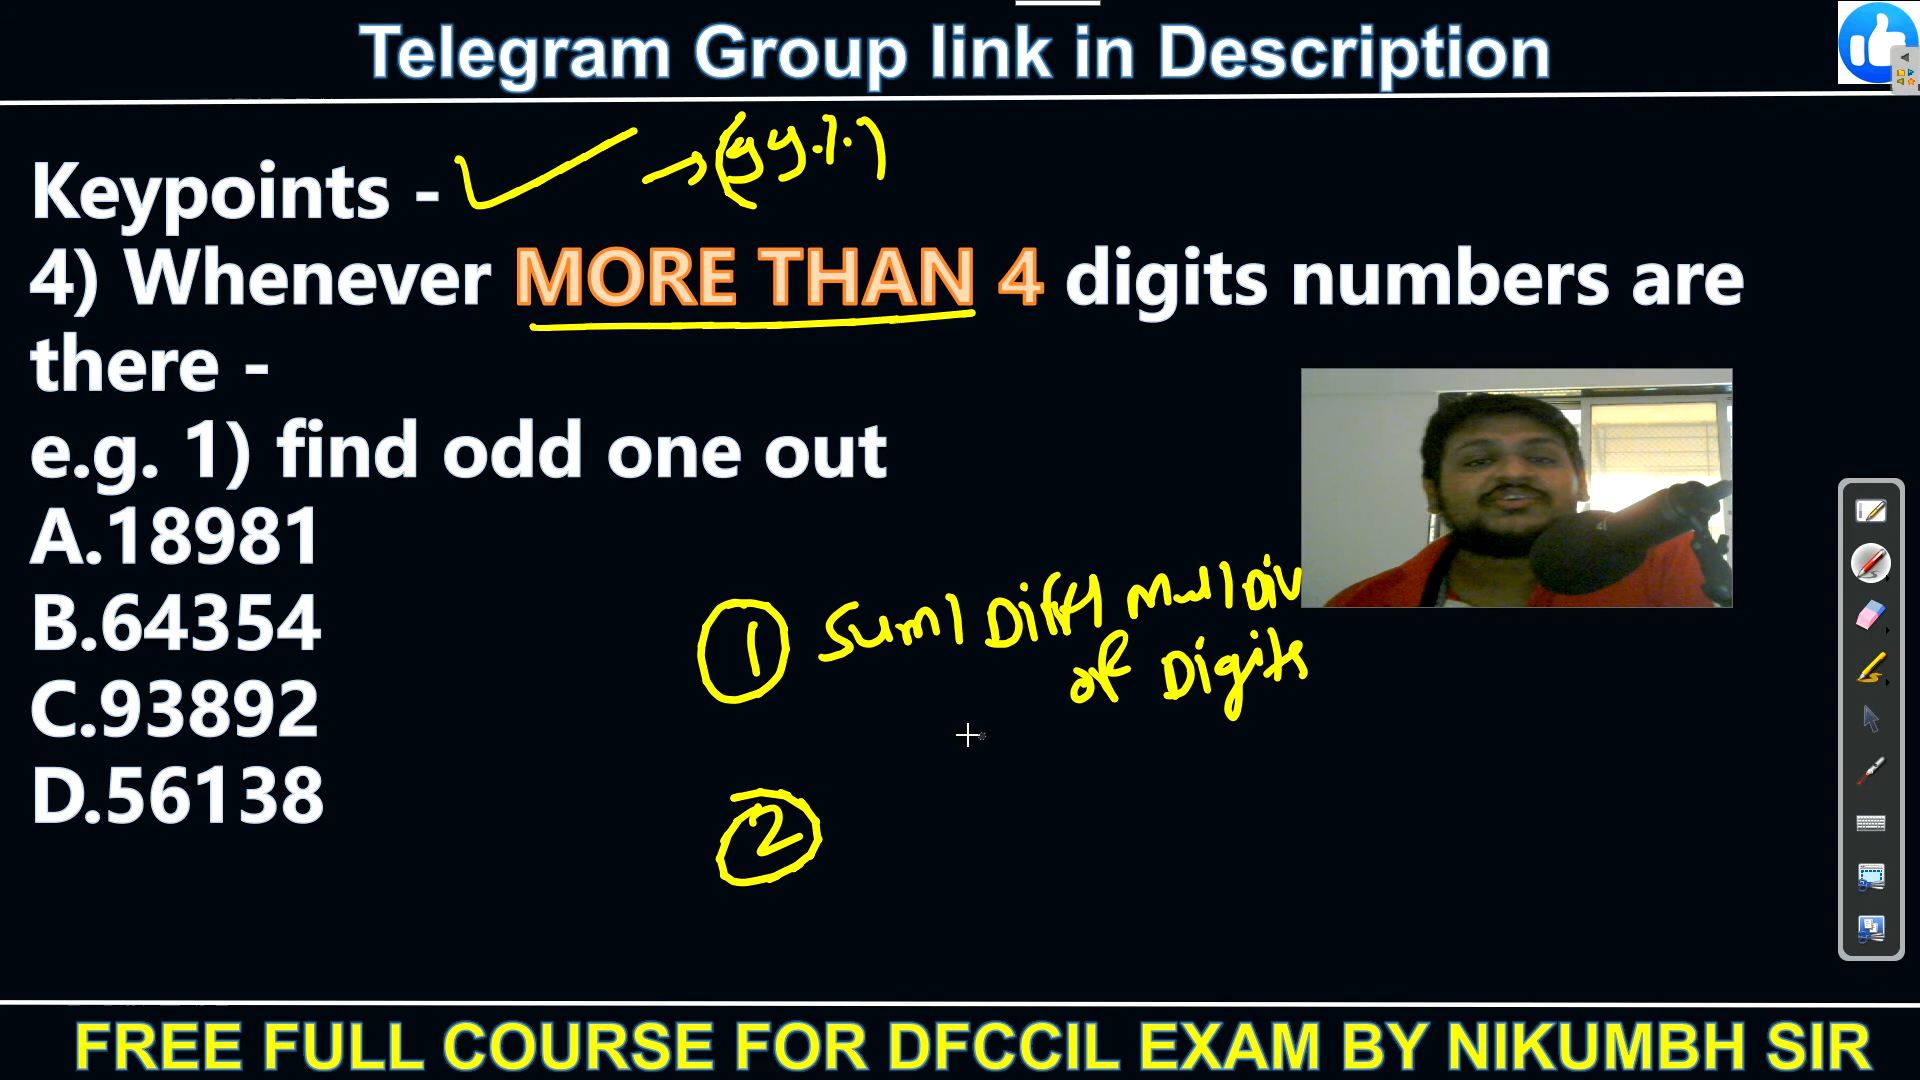 Telegram Group link in Description
Keypoints -
4) Whenever MORE THAN 4 digits numbers are
there -
e.g. 1) find odd one out
A.18981
B.64354
C.93892
D.56138
1 Sum/ Diff/ Mul/Div
of Digits
2
FREE FULL COURSE FOR DFCCIL EXAM BY NIKUMBH SIR